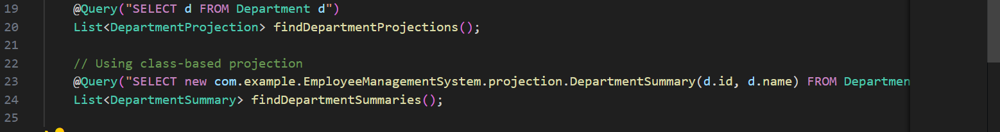 19 @Query("SELECT d FROM Department d")
20 List<DepartmentProjection> findDepartmentProjections();
21
22 // Using class-based projection
23 @Query("SELECT new com.example.EmployeeManagementSystem.projection.DepartmentSummary(d.id, d.name) FROM Departmen
24 List<DepartmentSummary> findDepartmentSummaries();
25